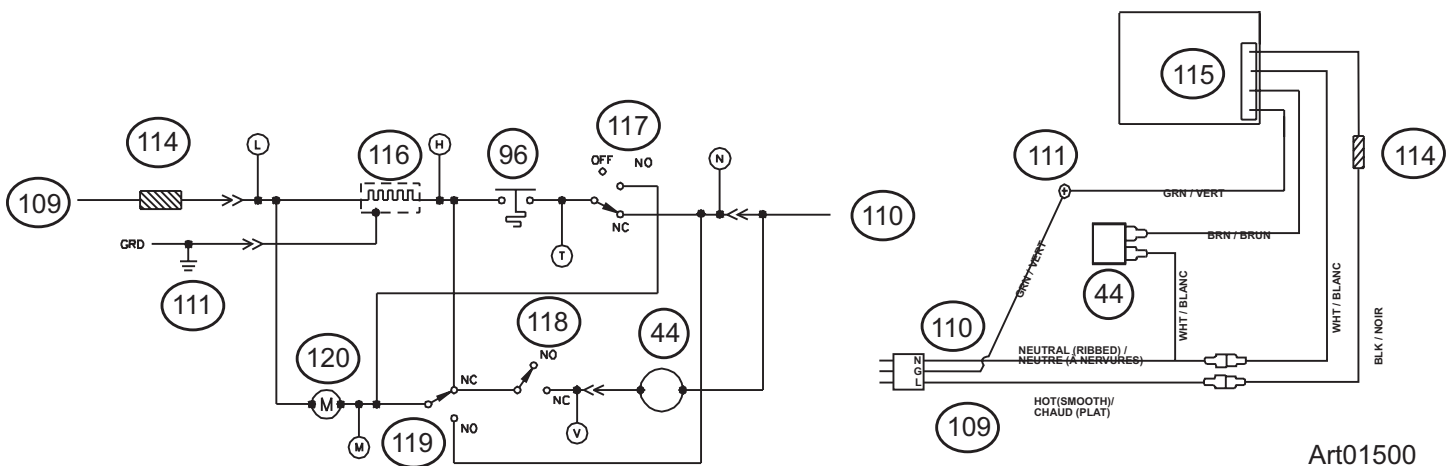 114
L
116
H
96
117
OFF
NO
N
109
NC
110
GRD
T
111
120
M
M
119
NC
NO
118
NO
NC
V
44
115
111
114
GRN / VERT
BRN / BRUN
GRN / VERT
44
WHT / BLANC
WHT / BLANC
BLK / NOIR
110
NEUTRAL (RIBBED) /
NEUTRE (Â NERVURES)
N
G
L
HOT(SMOOTH)/
CHAUD (PLAT)
109
Art01500